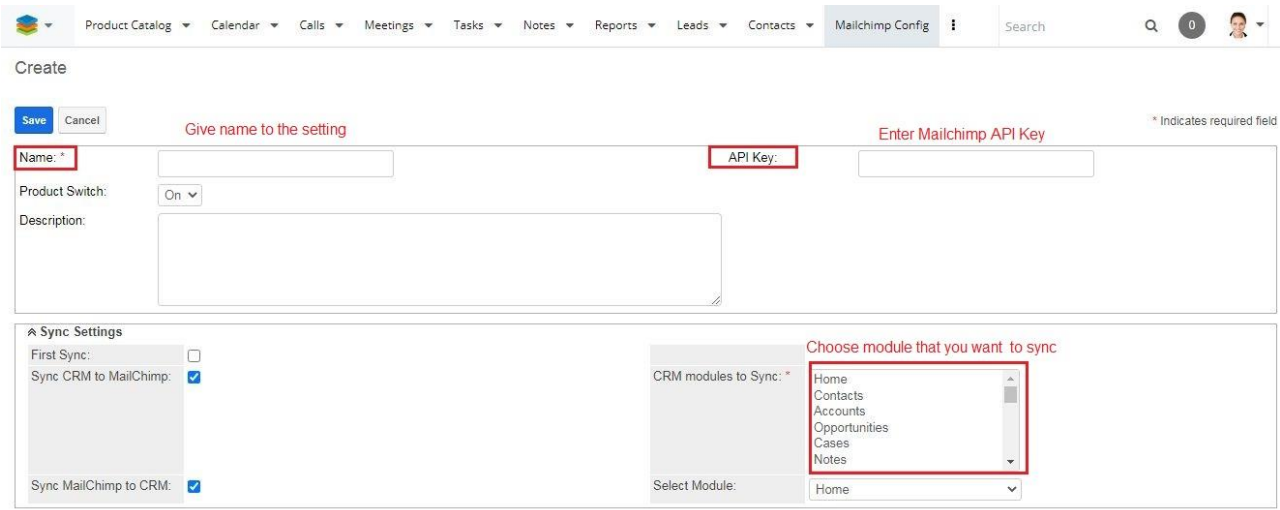 Product Catalog Calendar Calls Meetings Tasks Notes Reports Leads Contacts Mailchimp Config Search 0
Create
Save Cancel Give name to the setting Enter Mailchimp API Key * Indicates required field
Name: * API Key:
Product Switch: On
Description:
Sync Settings
First Sync: Choose module that you want to sync
Sync CRM to MailChimp: CRM modules to Sync: * Home
Contacts
Accounts
Opportunities
Cases
Notes
Sync MailChimp to CRM: Select Module: Home